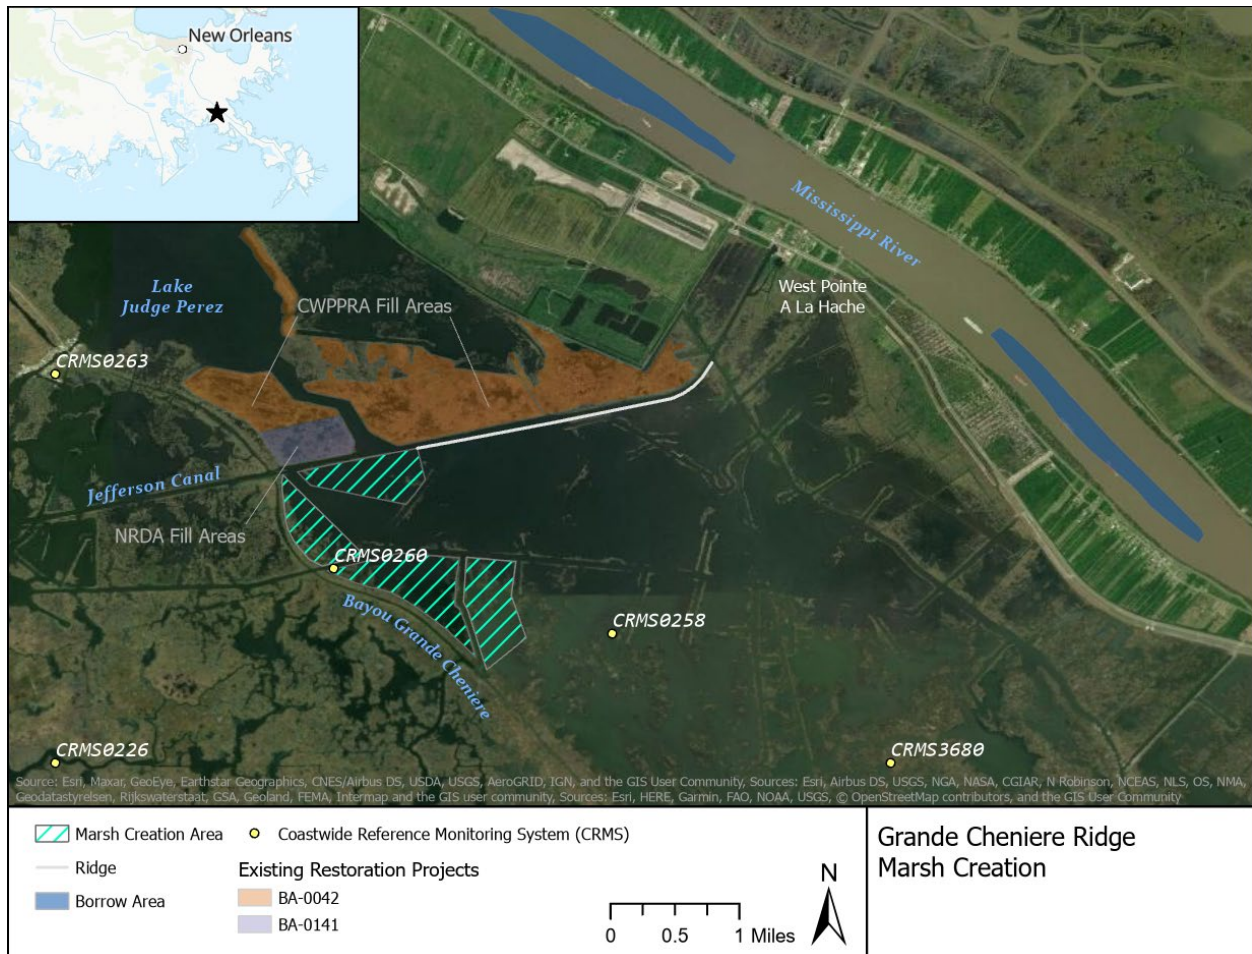 New Orleans
Mississippi River
West Pointe
A La Hache
Lake
Judge Perez
CWPPRA Fill Areas
CRMS0263
Jefferson Canal
NRDA Fill Areas
CRMS0260
Bayou Grande Cheniere
CRMS0258
CRMS0226
CRMS3680
Source: Esri, Maxar, GeoEye, Earthstar Geographics, CNES/Airbus DS, USDA, USGS, AeroGRID, IGN, and the GIS User Community, Sources: Esri, Airbus DS, USGS, NGA, NASA, CGIAR, N Robinson, NCEAS, NLS, OS, NMA,
Geodatastyrelsen, Rijkswaterstaat, GSA, Geoland, FEMA, Intermap and the GIS user community, Sources: Esri, HERE, Garmin, FAO, NOAA, USGS, © OpenStreetMap contributors, and the GIS User Community
Marsh Creation Area
Coastwide Reference Monitoring System (CRMS)
Ridge
Borrow Area
Existing Restoration Projects
BA-0042
BA-0141
0 0.5 1 Miles
N
Grande Cheniere Ridge
Marsh Creation